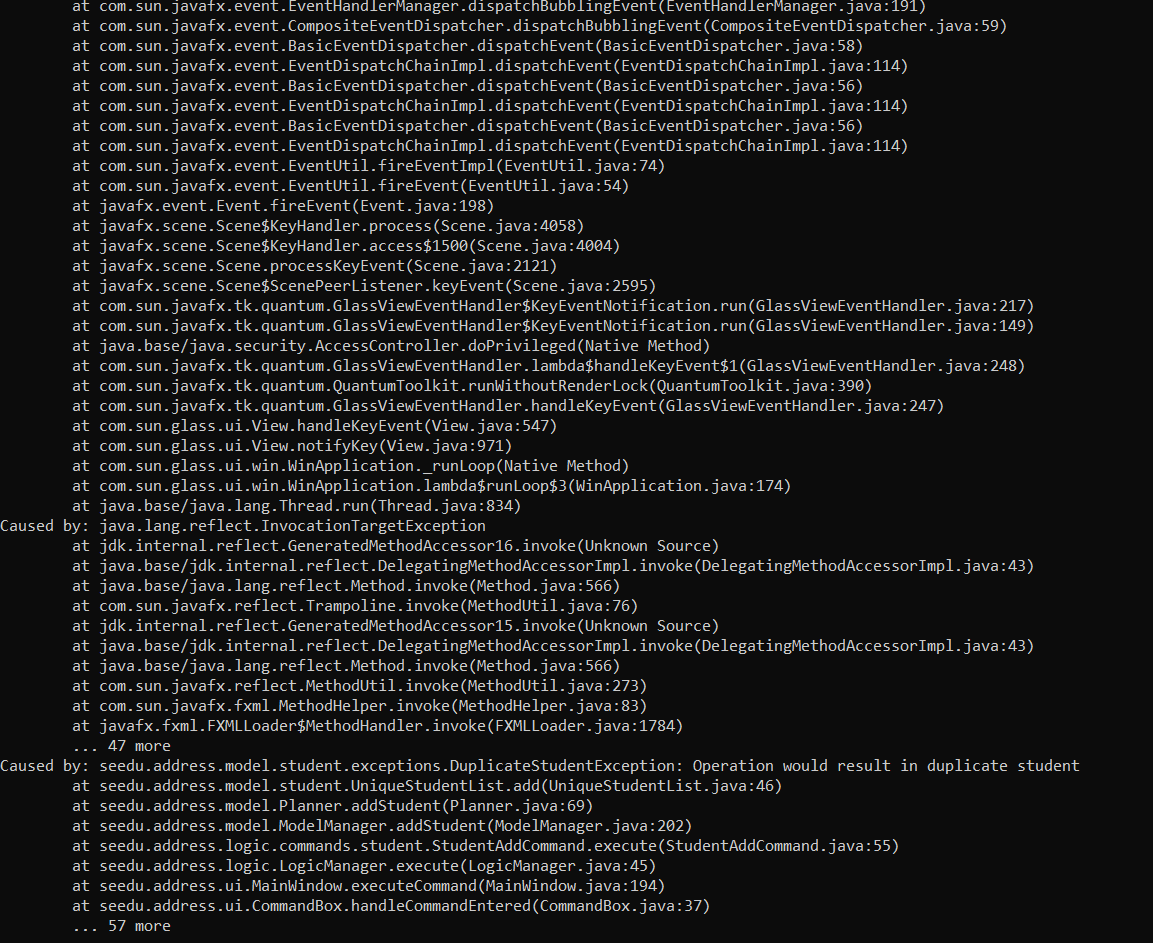 at com.sun.javafx.event.EventHandlerManager.dispatchBubblingEvent(EventHandlerManager.java:191)
at com.sun.javafx.event.CompositeEventDispatcher.dispatchBubblingEvent(CompositeEventDispatcher.java:59)
at com.sun.javafx.event.BasicEventDispatcher.dispatchEvent(BasicEventDispatcher.java:58)
at com.sun.javafx.event.EventDispatchChainImpl.dispatchEvent(EventDispatchChainImpl.java:114)
at com.sun.javafx.event.BasicEventDispatcher.dispatchEvent(BasicEventDispatcher.java:56)
at com.sun.javafx.event.EventDispatchChainImpl.dispatchEvent(EventDispatchChainImpl.java:114)
at com.sun.javafx.event.BasicEventDispatcher.dispatchEvent(BasicEventDispatcher.java:56)
at com.sun.javafx.event.EventDispatchChainImpl.dispatchEvent(EventDispatchChainImpl.java:114)
at com.sun.javafx.event.EventUtil.fireEventImpl(EventUtil.java:74)
at com.sun.javafx.event.EventUtil.fireEvent(EventUtil.java:54)
at javafx.event.Event.fireEvent(Event.java:198)
at javafx.scene.Scene$KeyHandler.process(Scene.java:4058)
at javafx.scene.Scene$KeyHandler.access$1500(Scene.java:4004)
at javafx.scene.Scene.processKeyEvent(Scene.java:2121)
at javafx.scene.Scene$ScenePeerListener.keyEvent(Scene.java:2595)
at com.sun.javafx.tk.quantum.GlassViewEventHandler$KeyEventNotification.run(GlassViewEventHandler.java:217)
at com.sun.javafx.tk.quantum.GlassViewEventHandler$KeyEventNotification.run(GlassViewEventHandler.java:149)
at java.base/java.security.AccessController.doPrivileged(Native Method)
at com.sun.javafx.tk.quantum.GlassViewEventHandler.lambda$handleKeyEvent$1(GlassViewEventHandler.java:248)
at com.sun.javafx.tk.quantum.QuantumToolkit.runWithoutRenderLock(QuantumToolkit.java:390)
at com.sun.javafx.tk.quantum.GlassViewEventHandler.handleKeyEvent(GlassViewEventHandler.java:247)
at com.sun.glass.ui.View.handleKeyEvent(View.java:547)
at com.sun.glass.ui.View.notifyKey(View.java:971)
at com.sun.glass.ui.win.WinApplication._runLoop(Native Method)
at com.sun.glass.ui.win.WinApplication.lambda$runLoop$3(WinApplication.java:174)
at java.base/java.lang.Thread.run(Thread.java:834)
Caused by: java.lang.reflect.InvocationTargetException
at jdk.internal.reflect.GeneratedMethodAccessor16.invoke(Unknown Source)
at java.base/jdk.internal.reflect.DelegatingMethodAccessorImpl.invoke(DelegatingMethodAccessorImpl.java:43)
at java.base/java.lang.reflect.Method.invoke(Method.java:566)
at com.sun.javafx.reflect.Trampoline.invoke(MethodUtil.java:76)
at jdk.internal.reflect.GeneratedMethodAccessor15.invoke(Unknown Source)
at java.base/jdk.internal.reflect.DelegatingMethodAccessorImpl.invoke(DelegatingMethodAccessorImpl.java:43)
at java.base/java.lang.reflect.Method.invoke(Method.java:566)
at com.sun.javafx.reflect.MethodUtil.invoke(MethodUtil.java:273)
at com.sun.javafx.fxml.MethodHelper.invoke(MethodHelper.java:83)
at javafx.fxml.FXMLLoader$MethodHandler.invoke(FXMLLoader.java:1784)
... 47 more
Caused by: seedu.address.model.student.exceptions.DuplicateStudentException: Operation would result in duplicate student
at seedu.address.model.student.UniqueStudentList.add(UniqueStudentList.java:46)
at seedu.address.model.Planner.addStudent(Planner.java:69)
at seedu.address.model.ModelManager.addStudent(ModelManager.java:202)
at seedu.address.logic.commands.student.StudentAddCommand.execute(StudentAddCommand.java:55)
at seedu.address.logic.LogicManager.execute(LogicManager.java:45)
at seedu.address.ui.MainWindow.executeCommand(MainWindow.java:194)
at seedu.address.ui.CommandBox.handleCommandEntered(CommandBox.java:37)
... 57 more